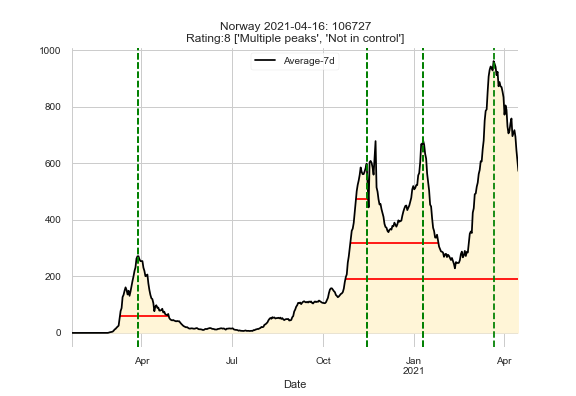 Norway 2021-04-16: 106727
Rating:8 ['Multiple peaks', 'Not in control']
Average-7d
1000
800
600
400
200
0
Apr
Jul
Oct
Jan
2021
Apr
Date